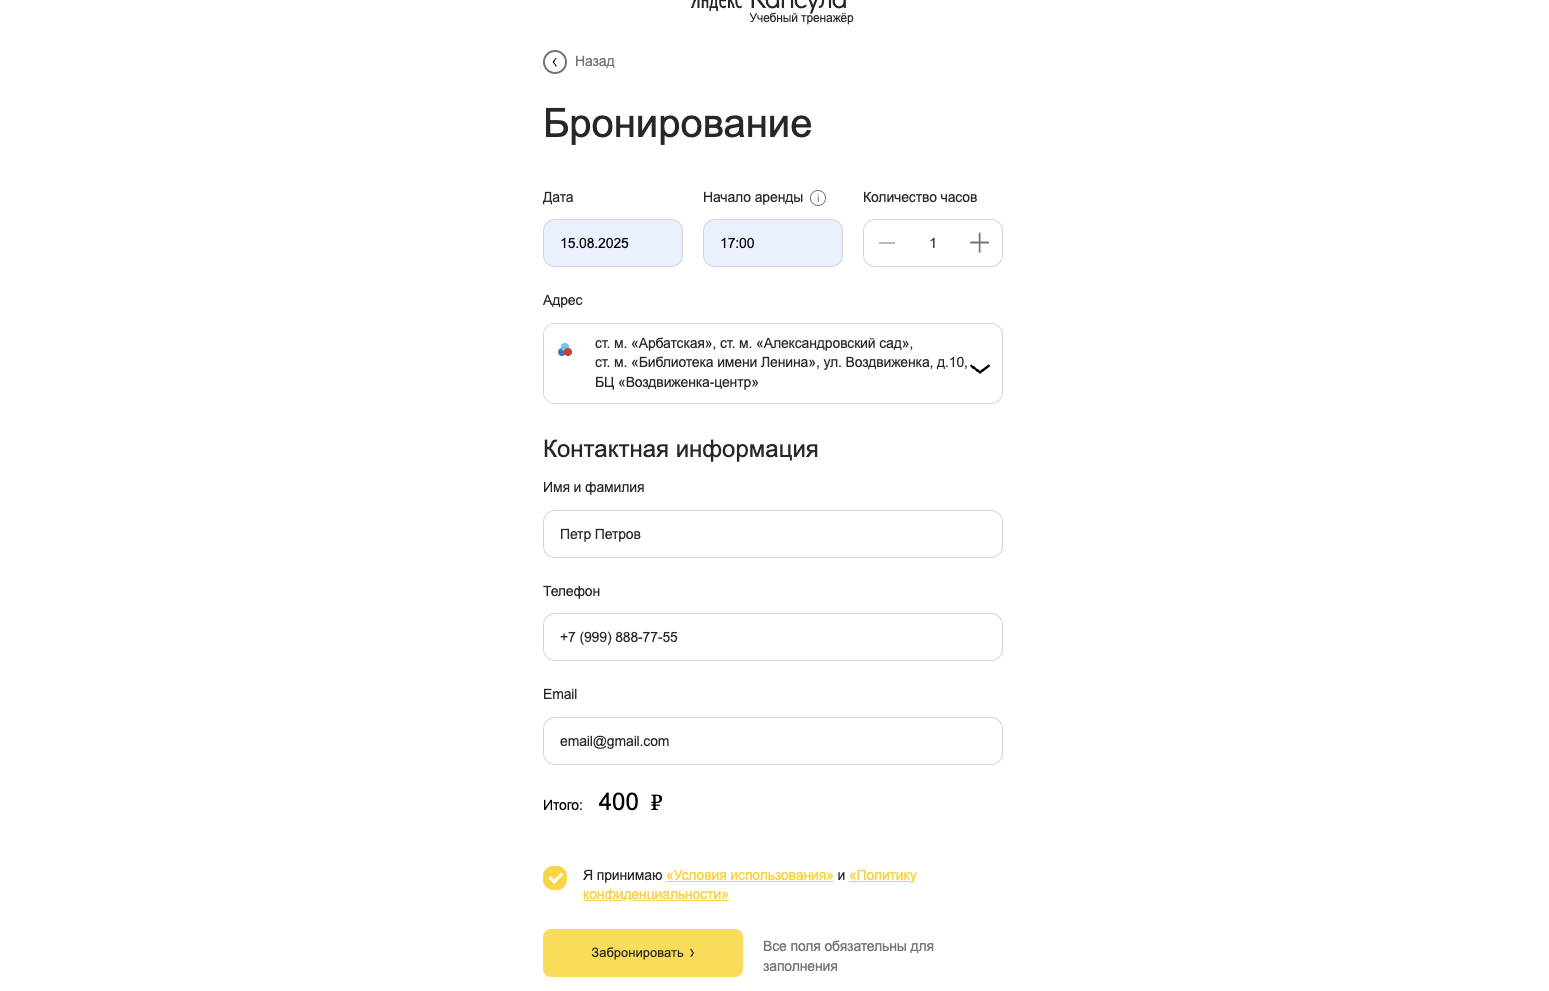 Яндекс Капсула
Учебный тренажёр
Назад
Бронирование
Дата
Начало аренды
Количество часов
15.08.2025
17:00
1
Адрес
ст. м. «Арбатская», ст. м. «Александровский сад»,
ст. м. «Библиотека имени Ленина», ул. Воздвиженка, д.10,
БЦ «Воздвиженка-центр»
Контактная информация
Имя и фамилия
Петр Петров
Телефон
+7 (999) 888-77-55
Email
email@gmail.com
Итого: 400 ₽
Я принимаю «Условия использования» и «Политику
конфиденциальности»
Забронировать ›
Все поля обязательны для
заполнения